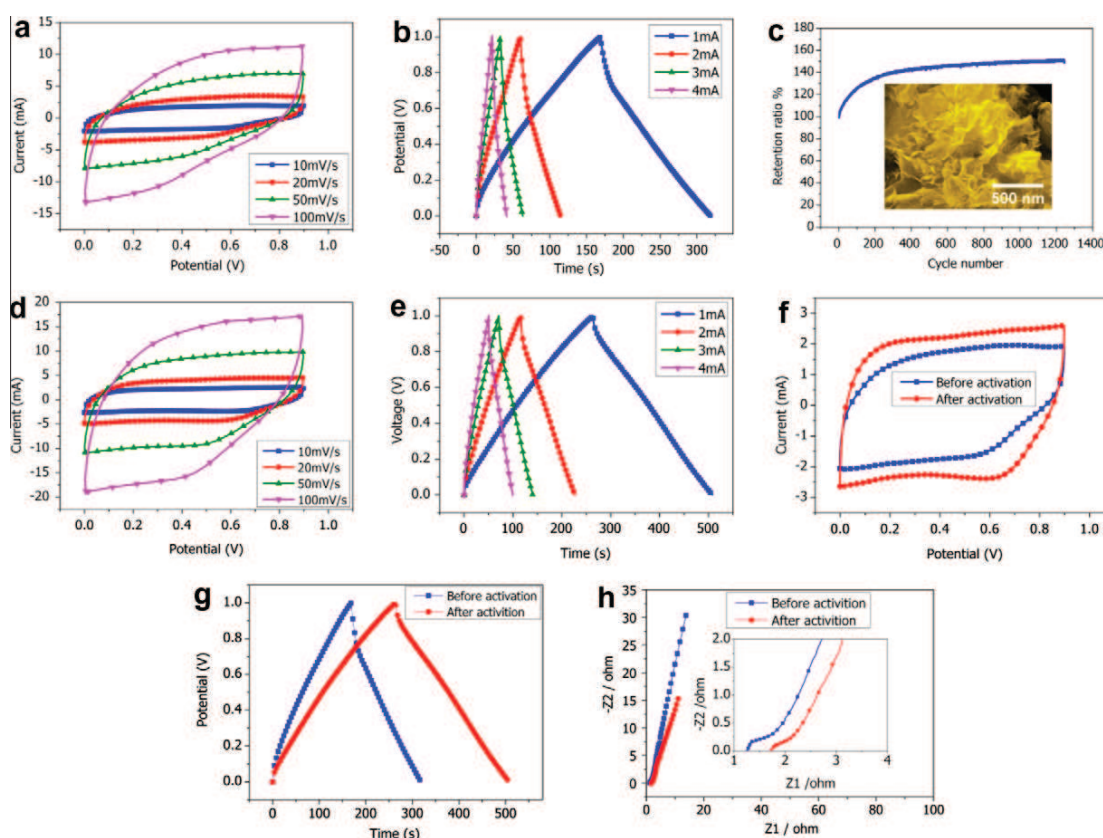 a
15
10
5
0
-5
-10
-15
Current (mA)
10mV/s
20mV/s
50mV/s
100mV/s
0.0 0.2 0.4 0.6 0.8 1.0
Potential (V)
b
1.0
0.8
0.6
0.4
0.2
0.0
Potential (V)
1mA
2mA
3mA
4mA
-50 0 50 100 150 200 250 300 350
Time (s)
c
180
160
140
120
100
80
60
40
20
0
Retention ratio %
500 nm
0 200 400 600 800 1000 1200 1400
Cycle number
d
20
15
10
5
0
-5
-10
-15
-20
Current (mA)
10mV/s
20mV/s
50mV/s
100mV/s
0.0 0.2 0.4 0.6 0.8 1.0
Potential (V)
e
1.0
0.8
0.6
0.4
0.2
0.0
Voltage (V)
1mA
2mA
3mA
4mA
0 100 200 300 400 500
Time (s)
f
3
2
1
0
-1
-2
-3
Current (mA)
Before activation
After activation
0.0 0.2 0.4 0.6 0.8 1.0
Potential (V)
g
1.0
0.8
0.6
0.4
0.2
0.0
Potential (V)
Before activation
After activition
0 100 200 300 400 500
Time (s)
h
35
30
25
20
15
10
5
0
-Z2 / ohm
Before activition
After activition
2.0
1.5
1.0
0.5
0.0
-Z2 /ohm
1 2 3 4
Z1 /ohm
0 20 40 60 80 100
Z1 / ohm